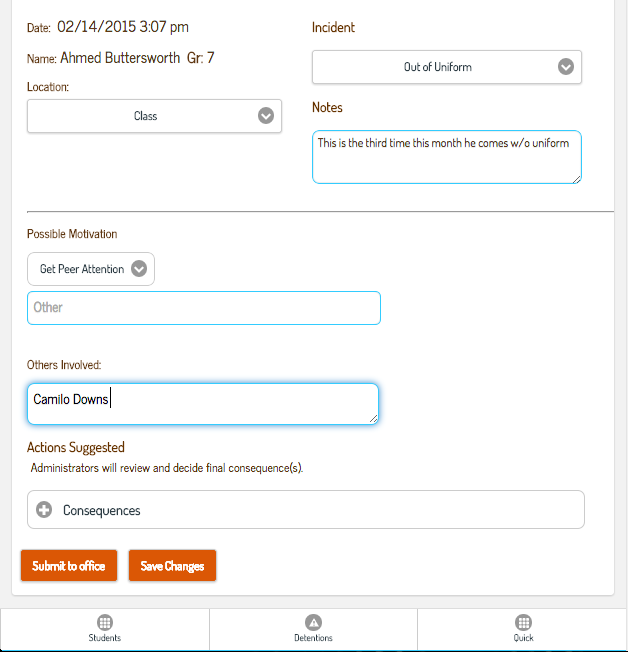 Date: 02/14/2015 3:07 pm
Name: Ahmed Buttersworth Gr: 7
Location:
Class
Incident
Out of Uniform
Notes
This is the third time this month he comes w/o uniform
Possible Motivation
Get Peer Attention
Other
Others Involved:
Camilo Downs
Actions Suggested
Administrators will review and decide final consequence(s).
Consequences
Submit to office Save Changes
Students Detentions Quick